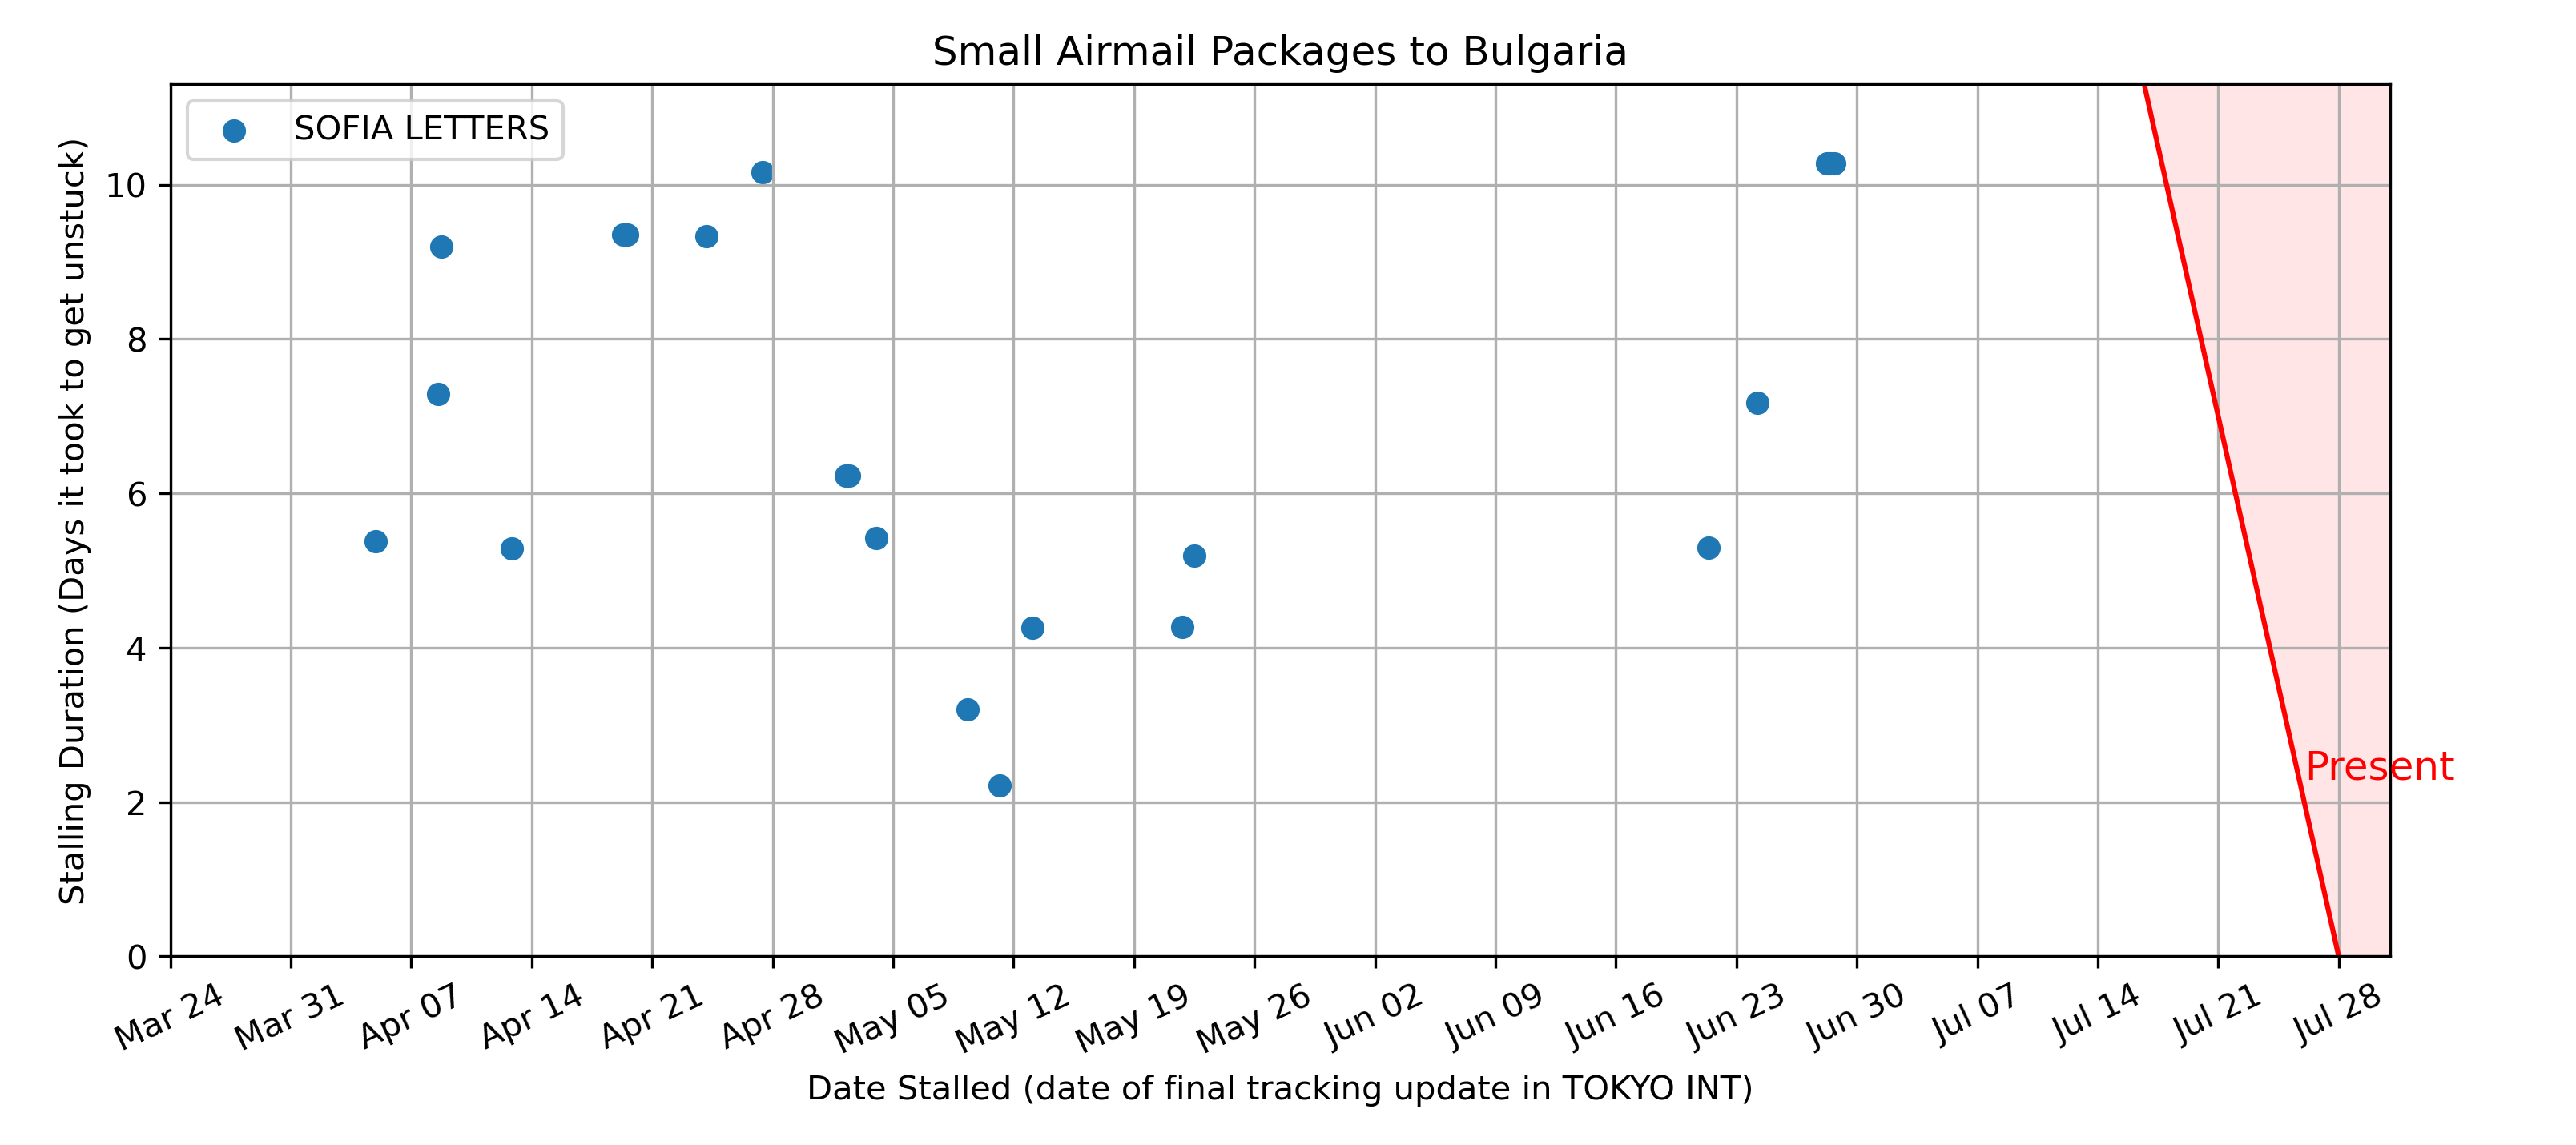 Small Airmail Packages to Bulgaria
SOFIA LETTERS
Stalling Duration (Days it took to get unstuck)
10
8
6
4
2
0
Present
Mar 24
Mar 31
Apr 07
Apr 14
Apr 21
Apr 28
May 05
May 12
May 19
May 26
Jun 02
Jun 09
Jun 16
Jun 23
Jun 30
Jul 07
Jul 14
Jul 21
Jul 28
Date Stalled (date of final tracking update in TOKYO INT)